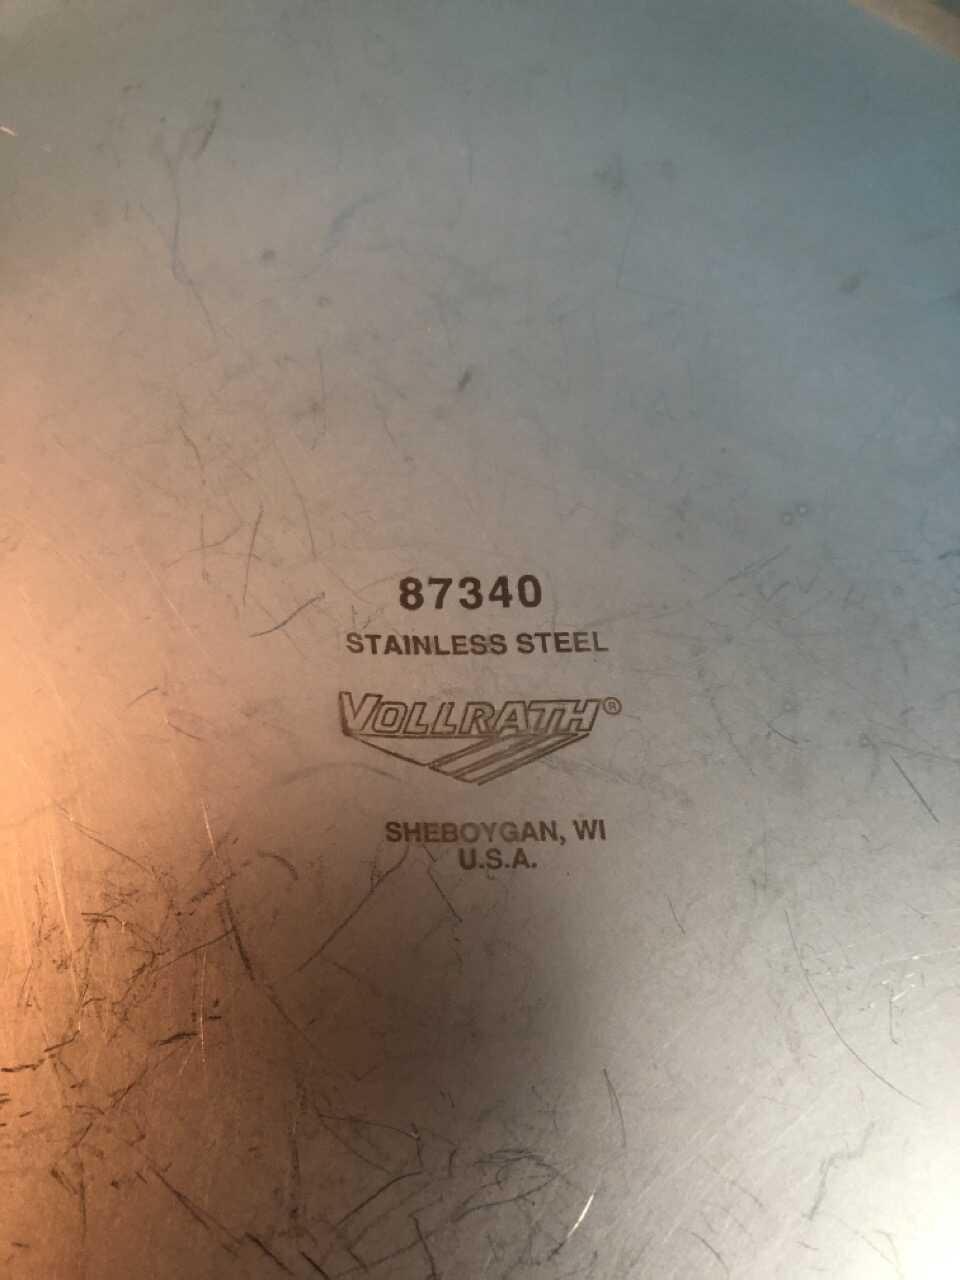 87340
STAINLESS STEEL
VOLLRATH®
SHEBOYGAN, WI
U.S.A.